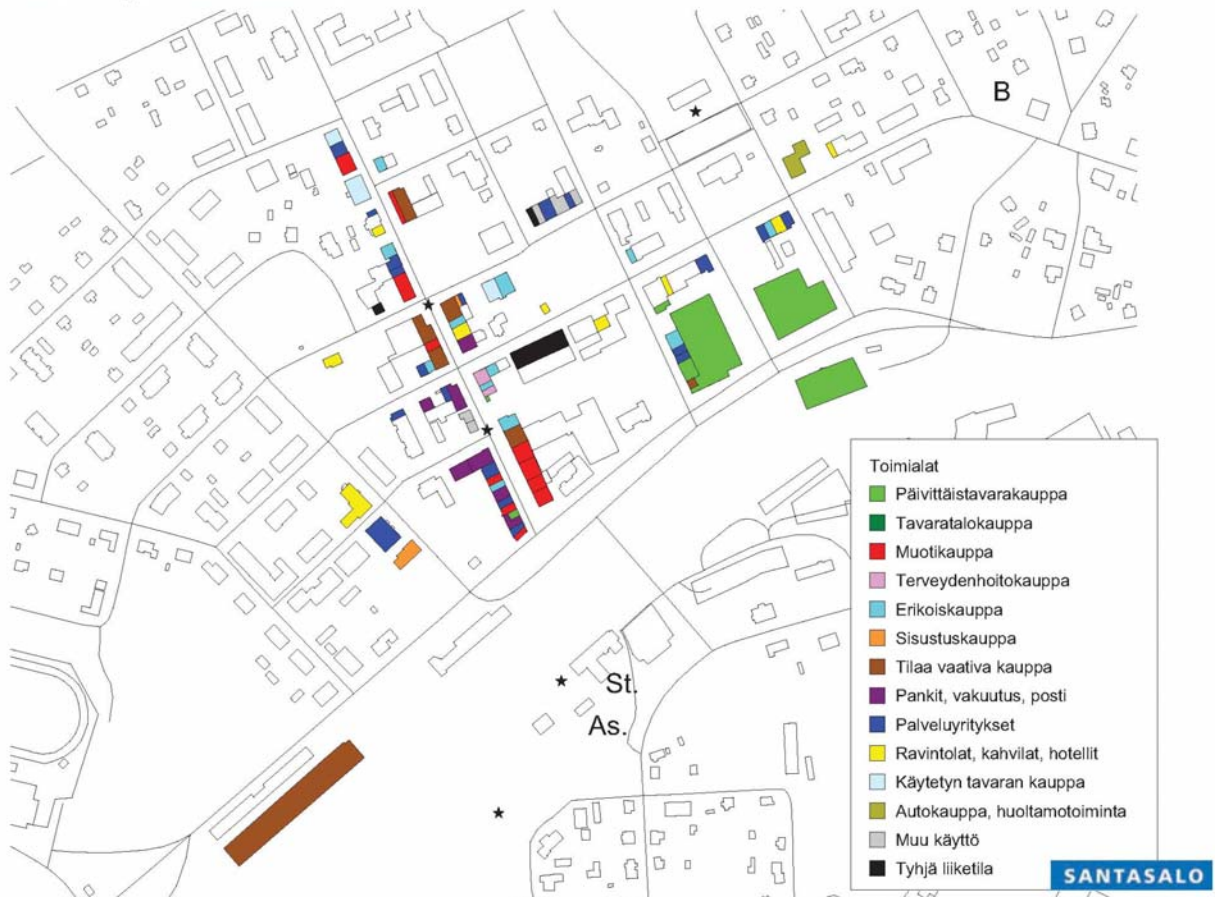 B
St.
As.
Toimialat
Päivittäistavarakauppa
Tavaratalokauppa
Muotikauppa
Terveydenhoitokauppa
Erikoiskauppa
Sisustuskauppa
Tilaa vaativa kauppa
Pankit, vakuutus, posti
Palveluyritykset
Ravintolat, kahvilat, hotellit
Käytetyn tavaran kauppa
Autokauppa, huoltamotoiminta
Muu käyttö
Tyhjä liiketila
SANTASALO